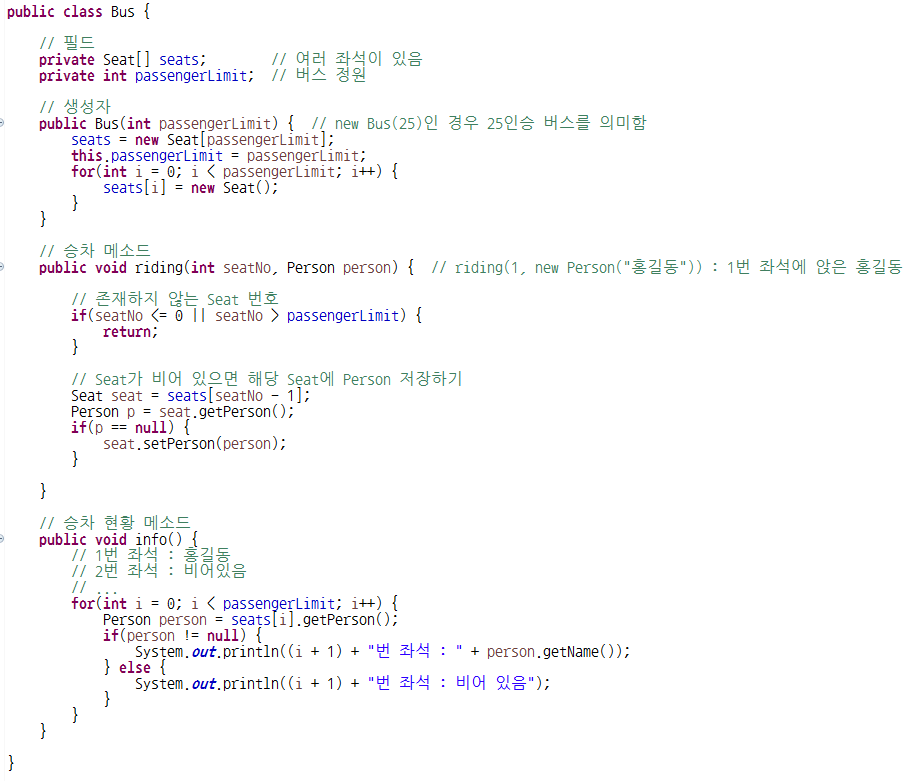 public class Bus {
// 필드
private Seat[] seats; // 여러 좌석이 있음
private int passengerLimit; // 버스 정원
// 생성자
public Bus(int passengerLimit) { // new Bus(25)인 경우 25인승 버스를 의미함
seats = new Seat[passengerLimit];
this.passengerLimit = passengerLimit;
for(int i = 0; i < passengerLimit; i++) {
seats[i] = new Seat();
}
}
// 승차 메소드
public void riding(int seatNo, Person person) { // riding(1, new Person("홍길동")) : 1번 좌석에 앉은 홍길동
// 존재하지 않는 Seat 번호
if(seatNo <= 0 || seatNo > passengerLimit) {
return;
}
// Seat가 비어 있으면 해당 Seat에 Person 저장하기
Seat seat = seats[seatNo - 1];
Person p = seat.getPerson();
if(p == null) {
seat.setPerson(person);
}
}
// 승차 현황 메소드
public void info() {
// 1번 좌석 : 홍길동
// 2번 좌석 : 비어있음
// ...
for(int i = 0; i < passengerLimit; i++) {
Person person = seats[i].getPerson();
if(person != null) {
System.out.println((i + 1) + "번 좌석 : " + person.getName());
} else {
System.out.println((i + 1) + "번 좌석 : 비어 있음");
}
}
}
}